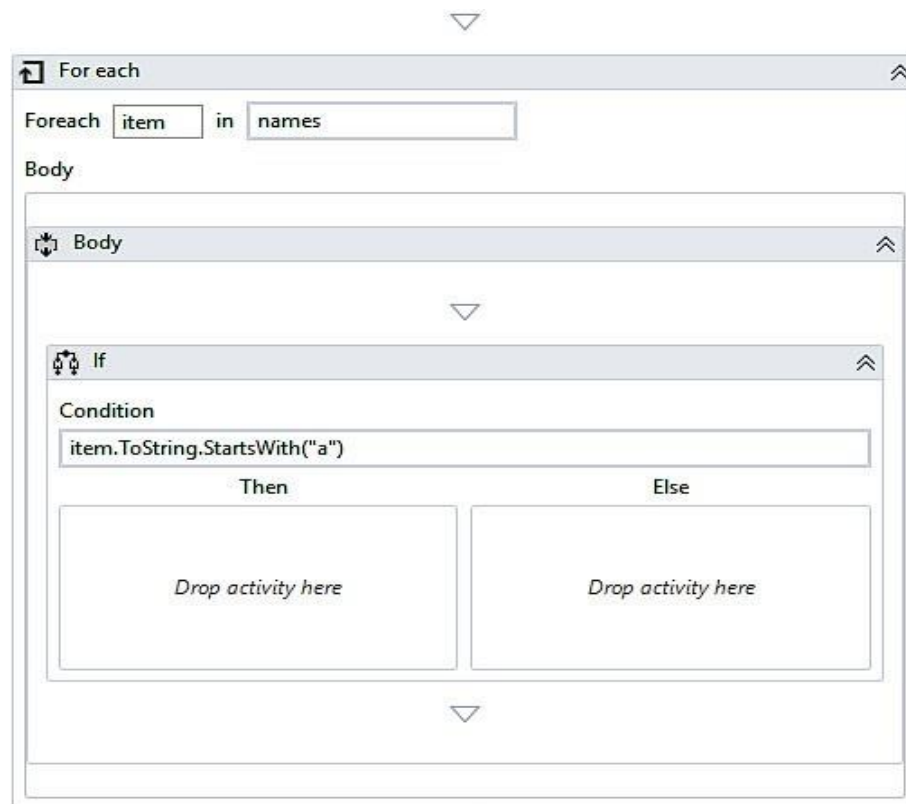 For each
Foreach item in names
Body
Body
If
Condition
item.ToString.StartsWith("a")
Then Else
Drop activity here Drop activity here